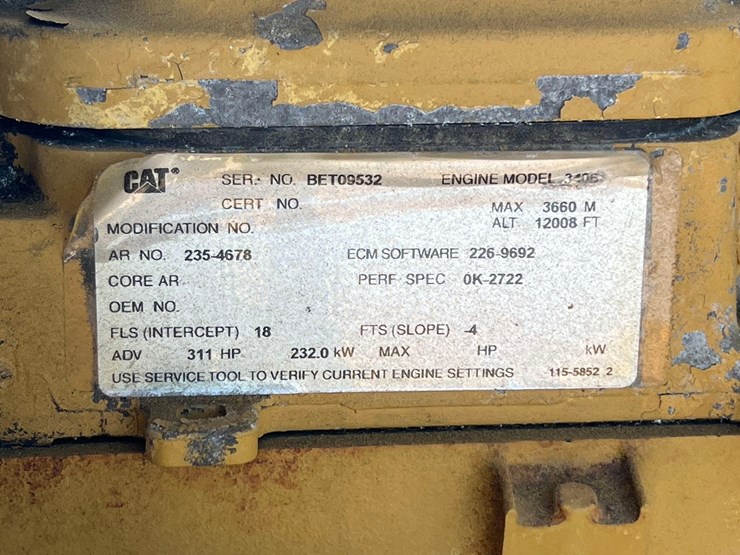 CAT® SER. NO. BET09532 ENGINE MODEL
CERT NO. MAX 3660 M
MODIFICATION NO. ALT 12008 FT
AR NO. 235-4678 ECM SOFTWARE 226-9692
CORE AR PERF SPEC 0K-2722
OEM NO.
FLS (INTERCEPT) 18 FTS (SLOPE) -4
ADV 311 HP 232.0 kW MAX HP kW
USE SERVICE TOOL TO VERIFY CURRENT ENGINE SETTINGS 115-5852 2